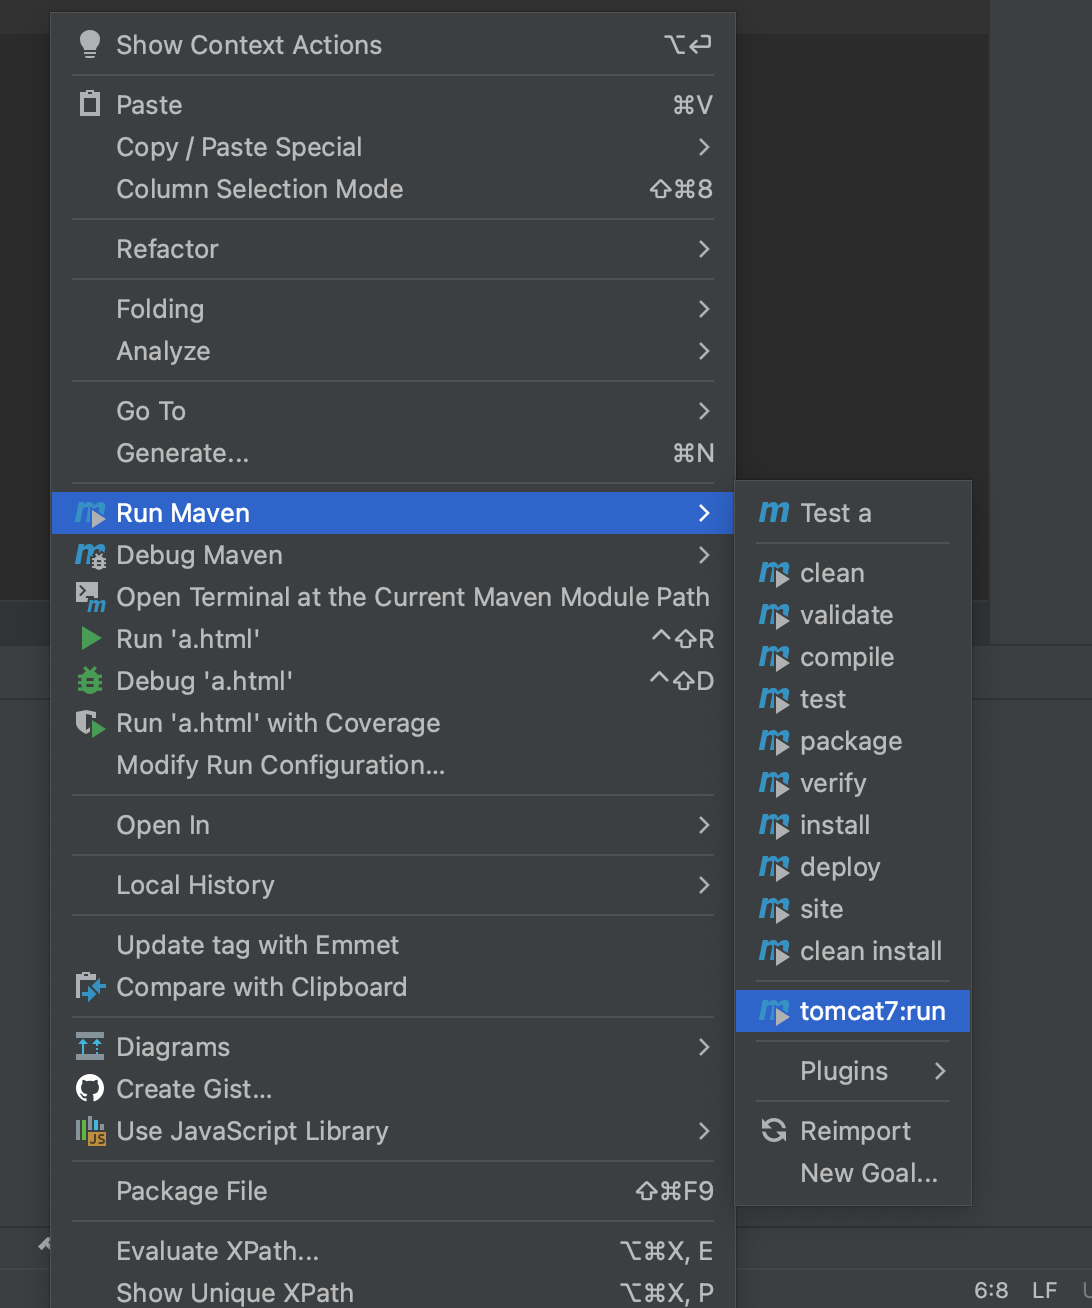 Show Context Actions ⌥↩
Paste ⌘V
Copy / Paste Special
Column Selection Mode ⇧⌘8
Refactor
Folding
Analyze
Go To
Generate... ⌘N
Run Maven
Debug Maven
Open Terminal at the Current Maven Module Path
Run 'a.html' ^⇧R
Debug 'a.html' ^⇧D
Run 'a.html' with Coverage
Modify Run Configuration...
Open In
Local History
Update tag with Emmet
Compare with Clipboard
Diagrams
Create Gist...
Use JavaScript Library
Package File ⇧⌘F9
Evaluate XPath... ⌥⌘X, E
Show Unique XPath ⌥⌘X, P
Test a
clean
validate
compile
test
package
verify
install
deploy
site
clean install
tomcat7:run
Plugins
Reimport
New Goal...
6:8 LF